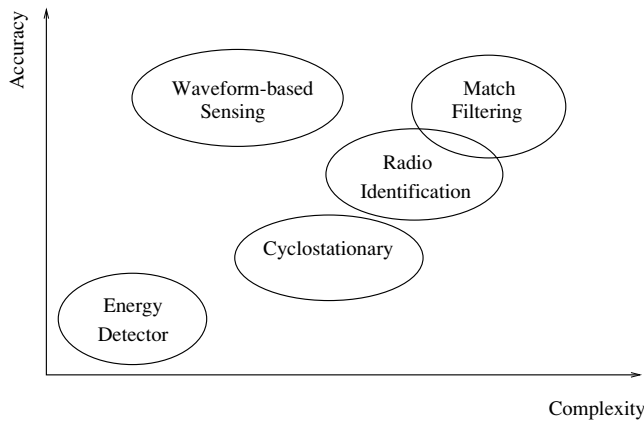 Accuracy
Waveform-based
Sensing
Match
Filtering
Radio
Identification
Cyclostationary
Energy
Detector
Complexity